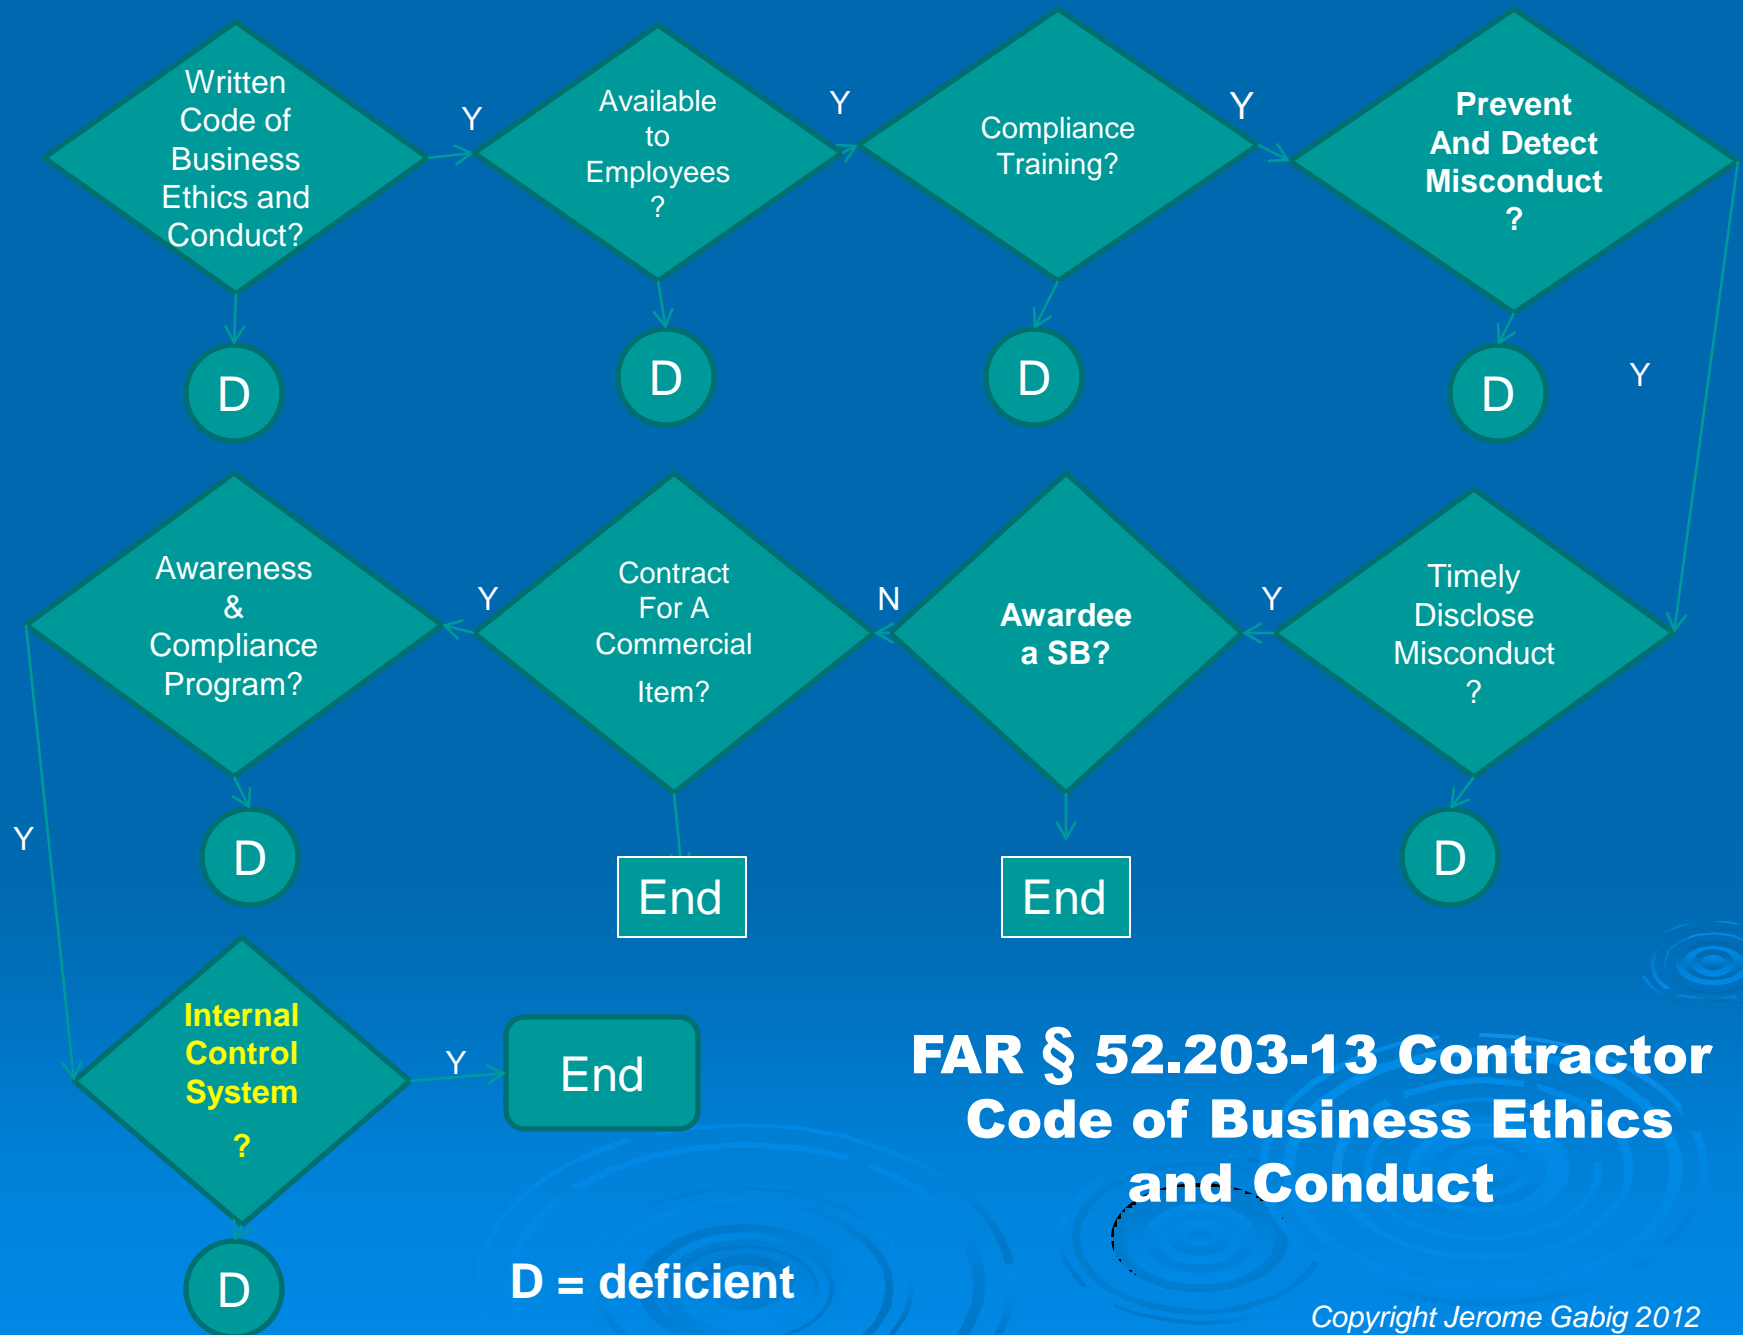 Written
Code of
Business
Ethics and
Conduct?
Y
Available
to
Employees
?
Y
Compliance
Training?
Y
Prevent
And Detect
Misconduct
?
D
D
D
D
Y
Awareness
&
Compliance
Program?
Y
Contract
For A
Commercial
Item?
N
Awardee
a SB?
Y
Timely
Disclose
Misconduct
?
Y
D
End
End
D
Internal
Control
System
?
Y
End
D
FAR § 52.203-13 Contractor
Code of Business Ethics
and Conduct
D = deficient
Copyright Jerome Gabig 2012